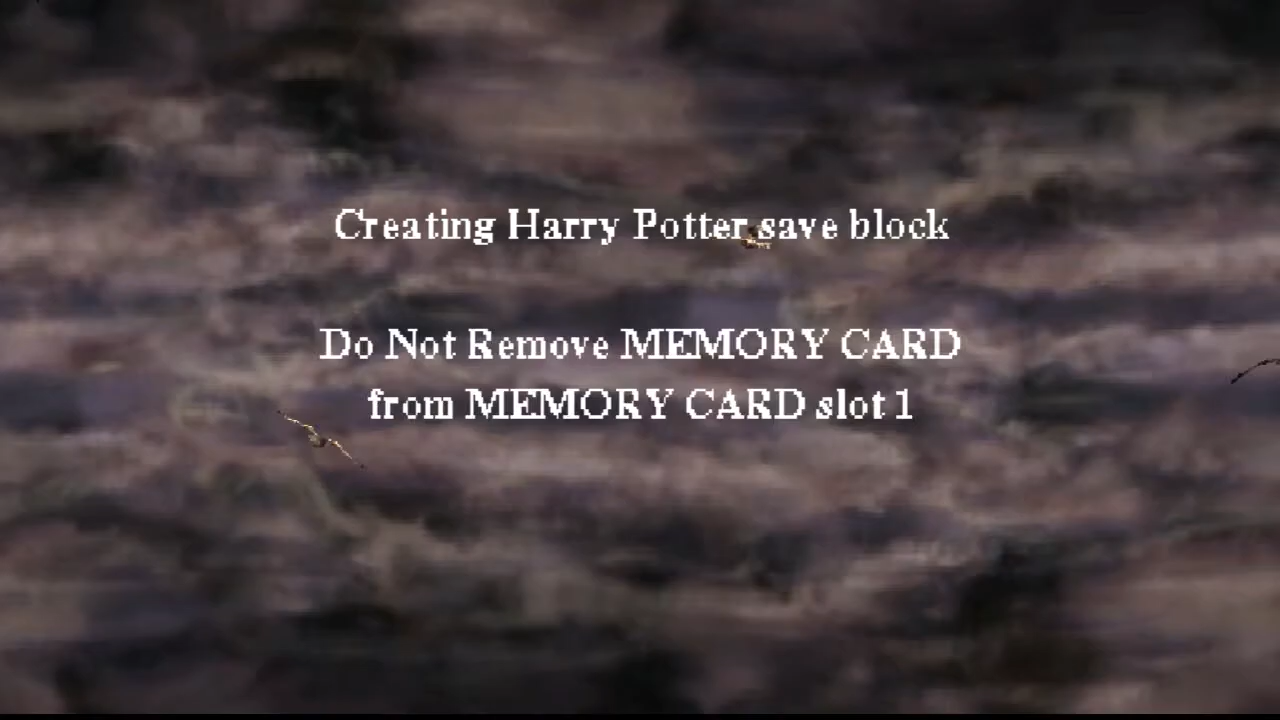 Creating Harry Potter save block
Do Not Remove MEMORY CARD
from MEMORY CARD slot 1